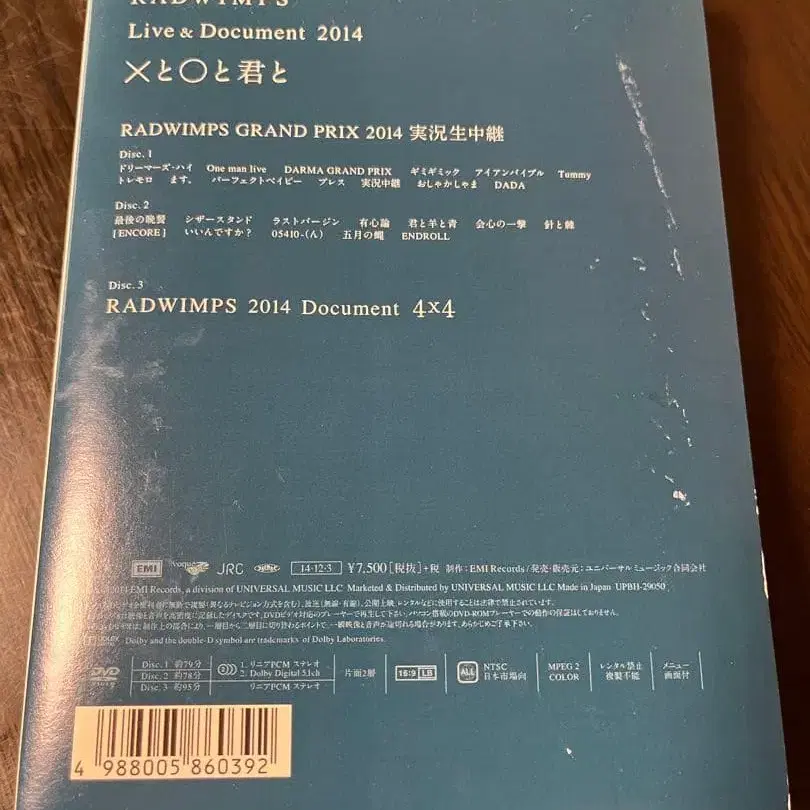 RADWIMPS
Live & Document 2014
×と○と君と
RADWIMPS GRAND PRIX 2014 実況生中継
Disc. 1
ドリーマーズ・ハイ One man live DARMA GRAND PRIX ギミギミック アイアンバイブル Tummy
トレモロ ます。 パーフェクトベイビー ブレス 実況中継 おしゃかしゃま DADA
Disc. 2
最後の晩餐 シザースタンド ラストバージン 有心論 君と羊と青 会心の一撃 針と棘
[ENCORE] いいんですか? 05410-(ん) 五月の蝿 ENDROLL
Disc. 3
RADWIMPS 2014 Document 4×4
EMI JRC 14・12・3 ¥7,500[税抜]+税 制作:EMI Records / 発売・販売元:ユニバーサル ミュージック合同会社
EMI Records, a division of UNIVERSAL MUSIC LLC Marketed & Distributed by UNIVERSAL MUSIC LLC Made in Japan UPBH-29050
Dolby and the double-D symbol are trademarks of Dolby Laboratories.
DVD
Disc. 1 約79分
Disc. 2 約78分
Disc. 3 約95分
1. リニアPCM ステレオ
2. Dolby Digital 5.1ch
リニアPCM ステレオ
片面2層
16:9 LB
ALL
NTSC
日本市場向
MPEG 2
COLOR
レンタル禁止
複製不能
メニュー
画面付
4 988005 860392